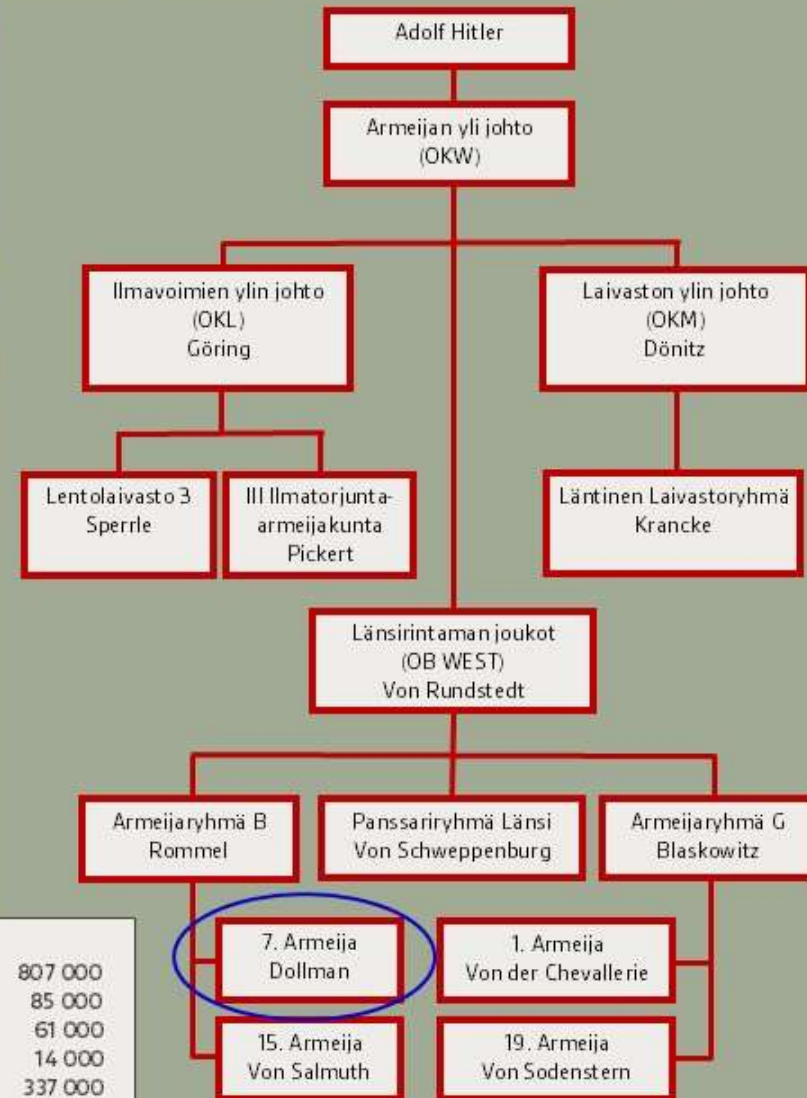 Adolf Hitler
Armeijan yli johto
(OKW)
Ilmavoimien ylin johto
(OKL)
Göring
Laivaston ylin johto
(OKM)
Dönitz
Lentolaivasto 3
Sperrle
III Ilmatorjunta-
armeijakunta
Pickert
Läntinen Laivastoryhmä
Krancke
Länsirintaman joukot
(OB WEST)
Von Rundstedt
Armeijaryhmä B
Rommel
Panssariryhmä Länsi
Von Schweppenburg
Armeijaryhmä G
Blaskowitz
7. Armeija
Dollman
1. Armeija
Von der Chevallerie
15. Armeija
Von Salmuth
19. Armeija
Von Sodenstern
807 000
85 000
61 000
14 000
337 000